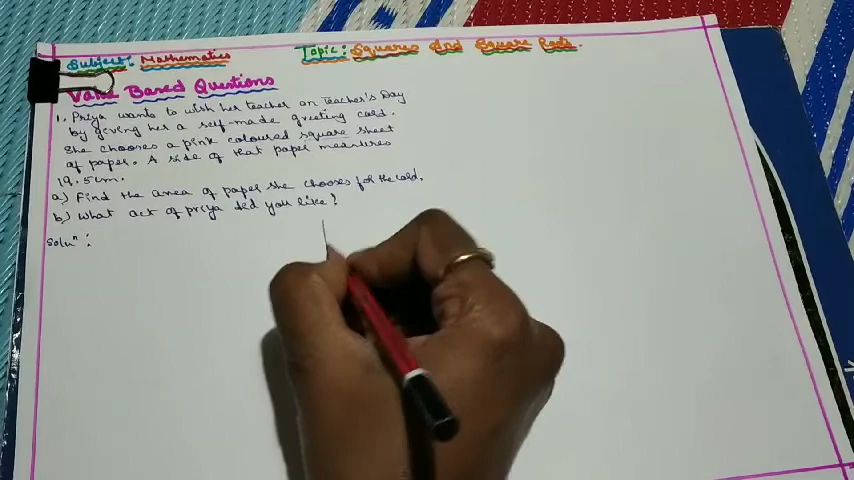 Subject: Mathematics
Topic: Squares and Square Roots.
Value Based Questions
1. Priya wants to wish her teacher on Teacher's Day
by giving her a self-made greeting card.
She chooses a pink coloured square sheet
of paper. A side of that paper measures
19.5cm.
a) Find the area of paper she chooses for the card.
b) What act of priya did you like?
Soluⁿ: